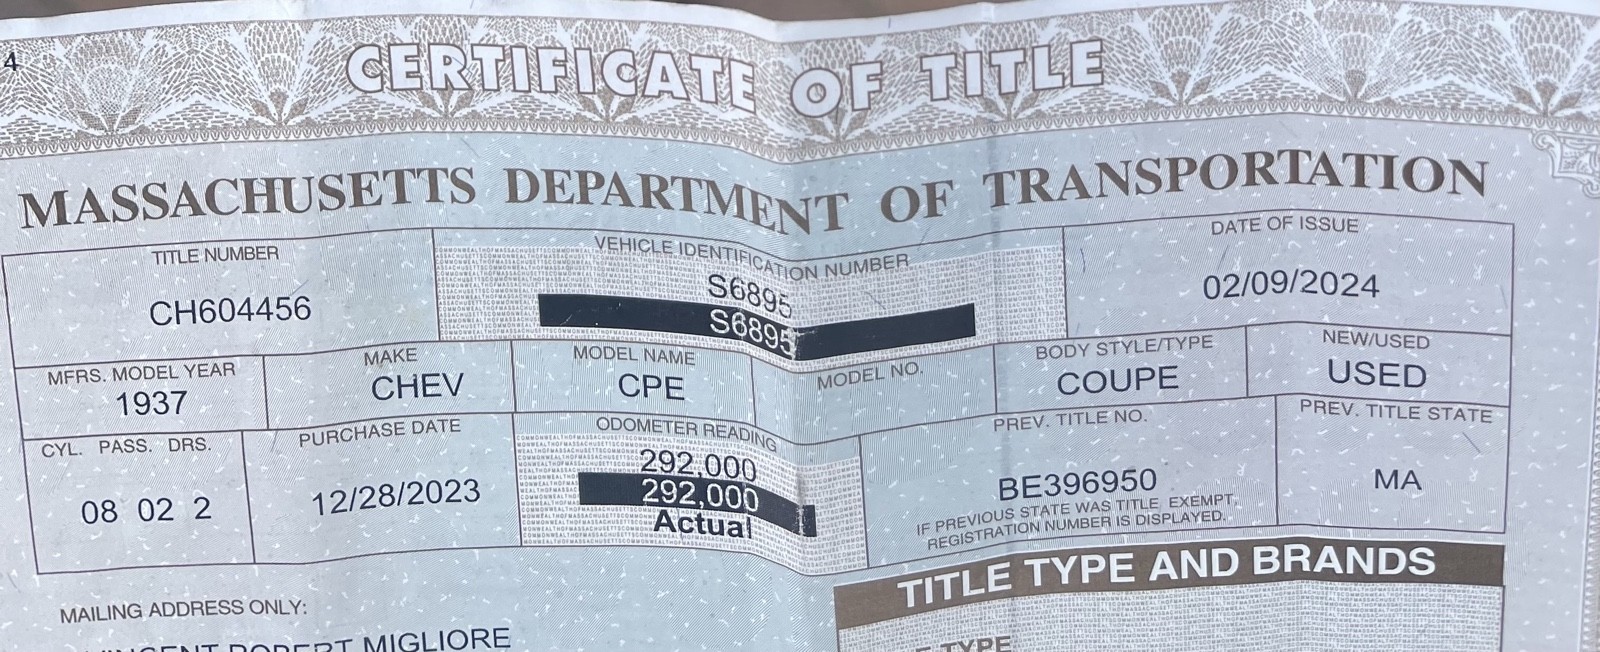 4
CERTIFICATE OF TITLE
MASSACHUSETTS DEPARTMENT OF TRANSPORTATION
TITLE NUMBER
CH604456
VEHICLE IDENTIFICATION NUMBER
S6895
S6895
DATE OF ISSUE
02/09/2024
MFRS. MODEL YEAR
1937
MAKE
CHEV
MODEL NAME
CPE
MODEL NO.
BODY STYLE/TYPE
COUPE
NEW/USED
USED
CYL. PASS. DRS.
08 02 2
PURCHASE DATE
12/28/2023
ODOMETER READING
292,000
292,000
Actual
PREV. TITLE NO.
BE396950
IF PREVIOUS STATE WAS TITLE EXEMPT,
REGISTRATION NUMBER IS DISPLAYED.
PREV. TITLE STATE
MA
TITLE TYPE AND BRANDS
MAILING ADDRESS ONLY:
ROBERT MIGLIORE
TYPE